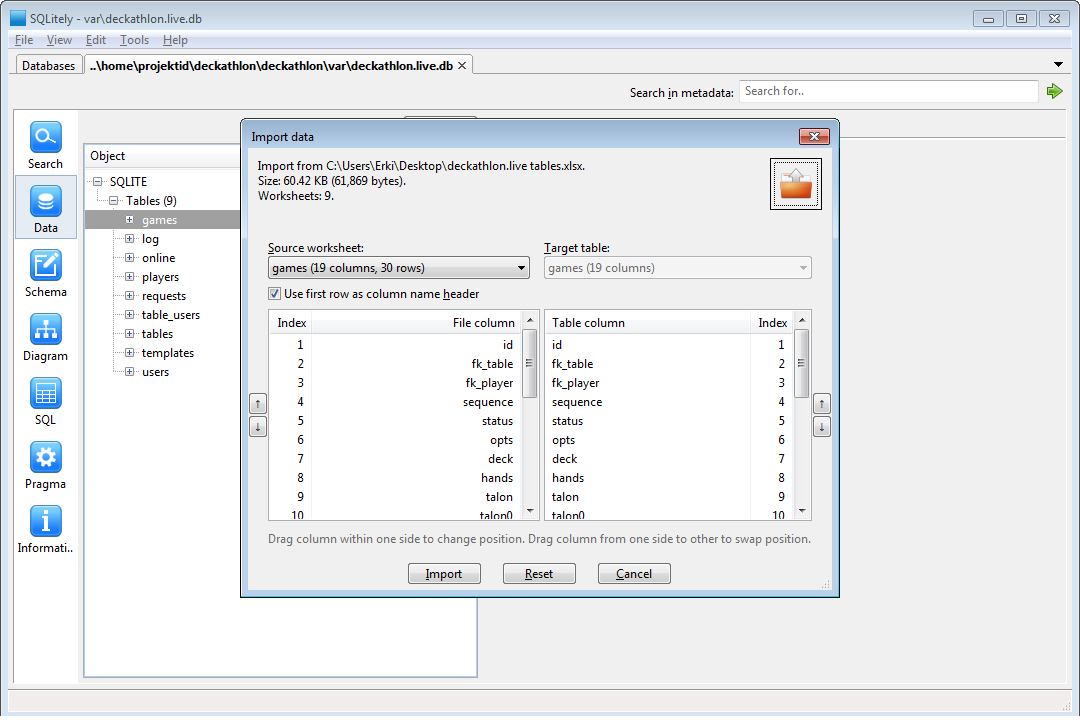 SQLitely - var\deckathlon.live.db
File View Edit Tools Help
Databases ..\home\projektid\deckathlon\deckathlon\var\deckathlon.live.db
Search in metadata: Search for..
Search
Data
Schema
Diagram
SQL
Pragma
Informati..
Object
SQLITE
Tables (9)
games
log
online
players
requests
table_users
tables
templates
users
Import data
Import from C:\Users\Erki\Desktop\deckathlon.live tables.xlsx.
Size: 60.42 KB (61,869 bytes).
Worksheets: 9.
Source worksheet: Target table:
games (19 columns, 30 rows) games (19 columns)
Use first row as column name header
Index File column Table column Index
1 id id 1
2 fk_table fk_table 2
3 fk_player fk_player 3
4 sequence sequence 4
5 status status 5
6 opts opts 6
7 deck deck 7
8 hands hands 8
9 talon talon 9
10 talon0 talon0 10
Drag column within one side to change position. Drag column from one side to other to swap position.
Import Reset Cancel